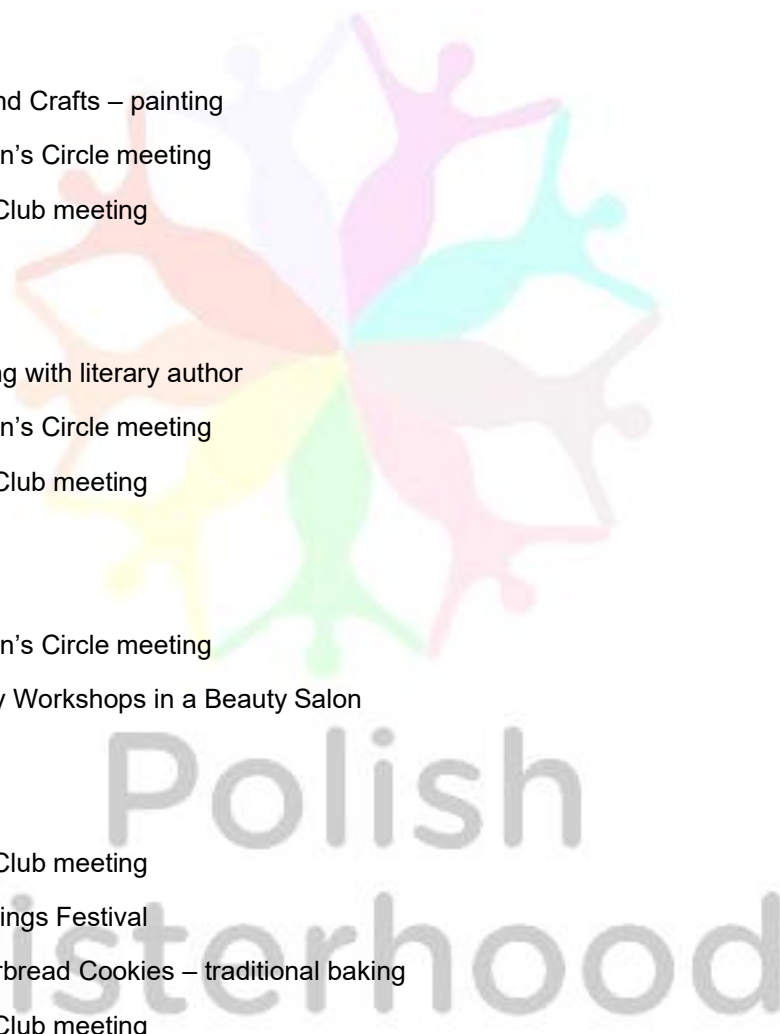 nd Crafts – painting
n’s Circle meeting
Club meeting
ng with literary author
n’s Circle meeting
Club meeting
n’s Circle meeting
y Workshops in a Beauty Salon
Polish
Club meeting
ings Festival
isterhood
rbread Cookies – traditional baking
Club meeting